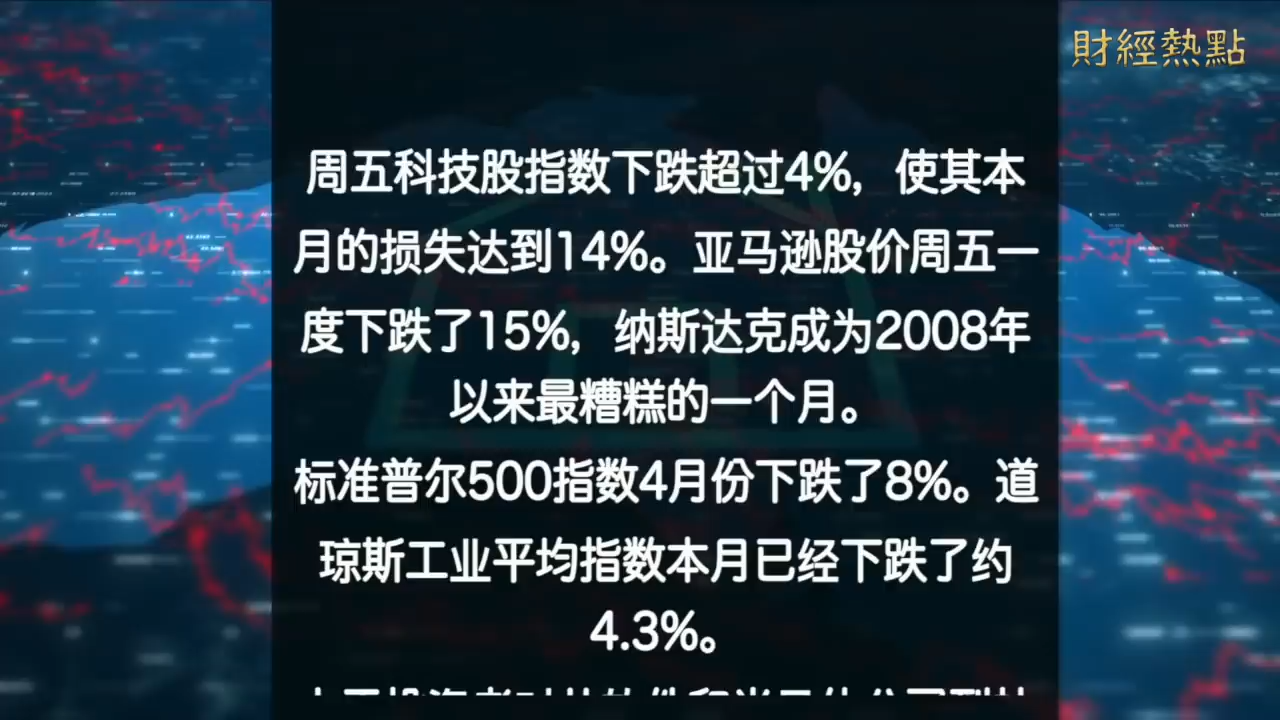 財經熱點
周五科技股指数下跌超过4%，使其本
月的损失达到14%。亚马逊股价周五一
度下跌了15%，纳斯达克成为2008年
以来最糟糕的一个月。
标准普尔500指数4月份下跌了8%。道
琼斯工业平均指数本月已经下跌了约
4.3%。